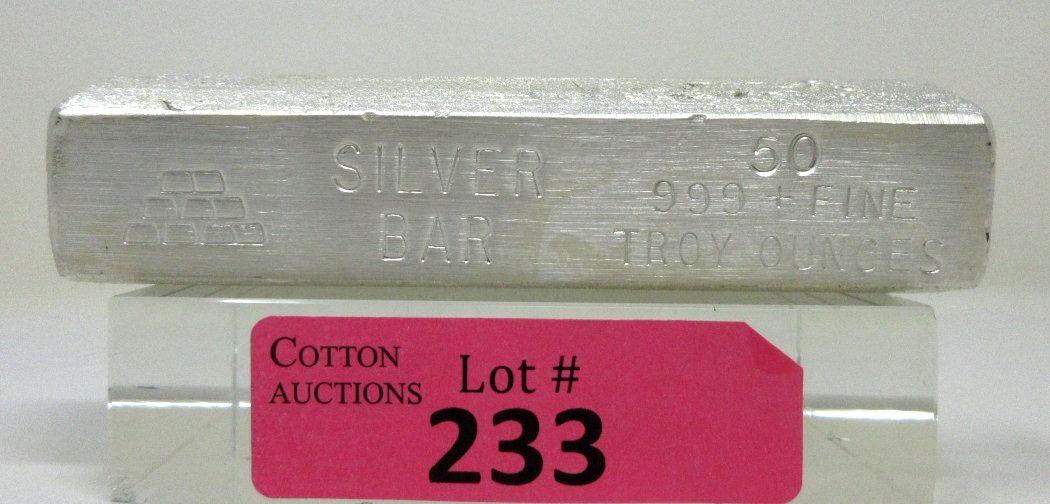 SILVER
BAR
50
999 + FINE
TROY OUNCES
COTTON
AUCTIONS
Lot #
233